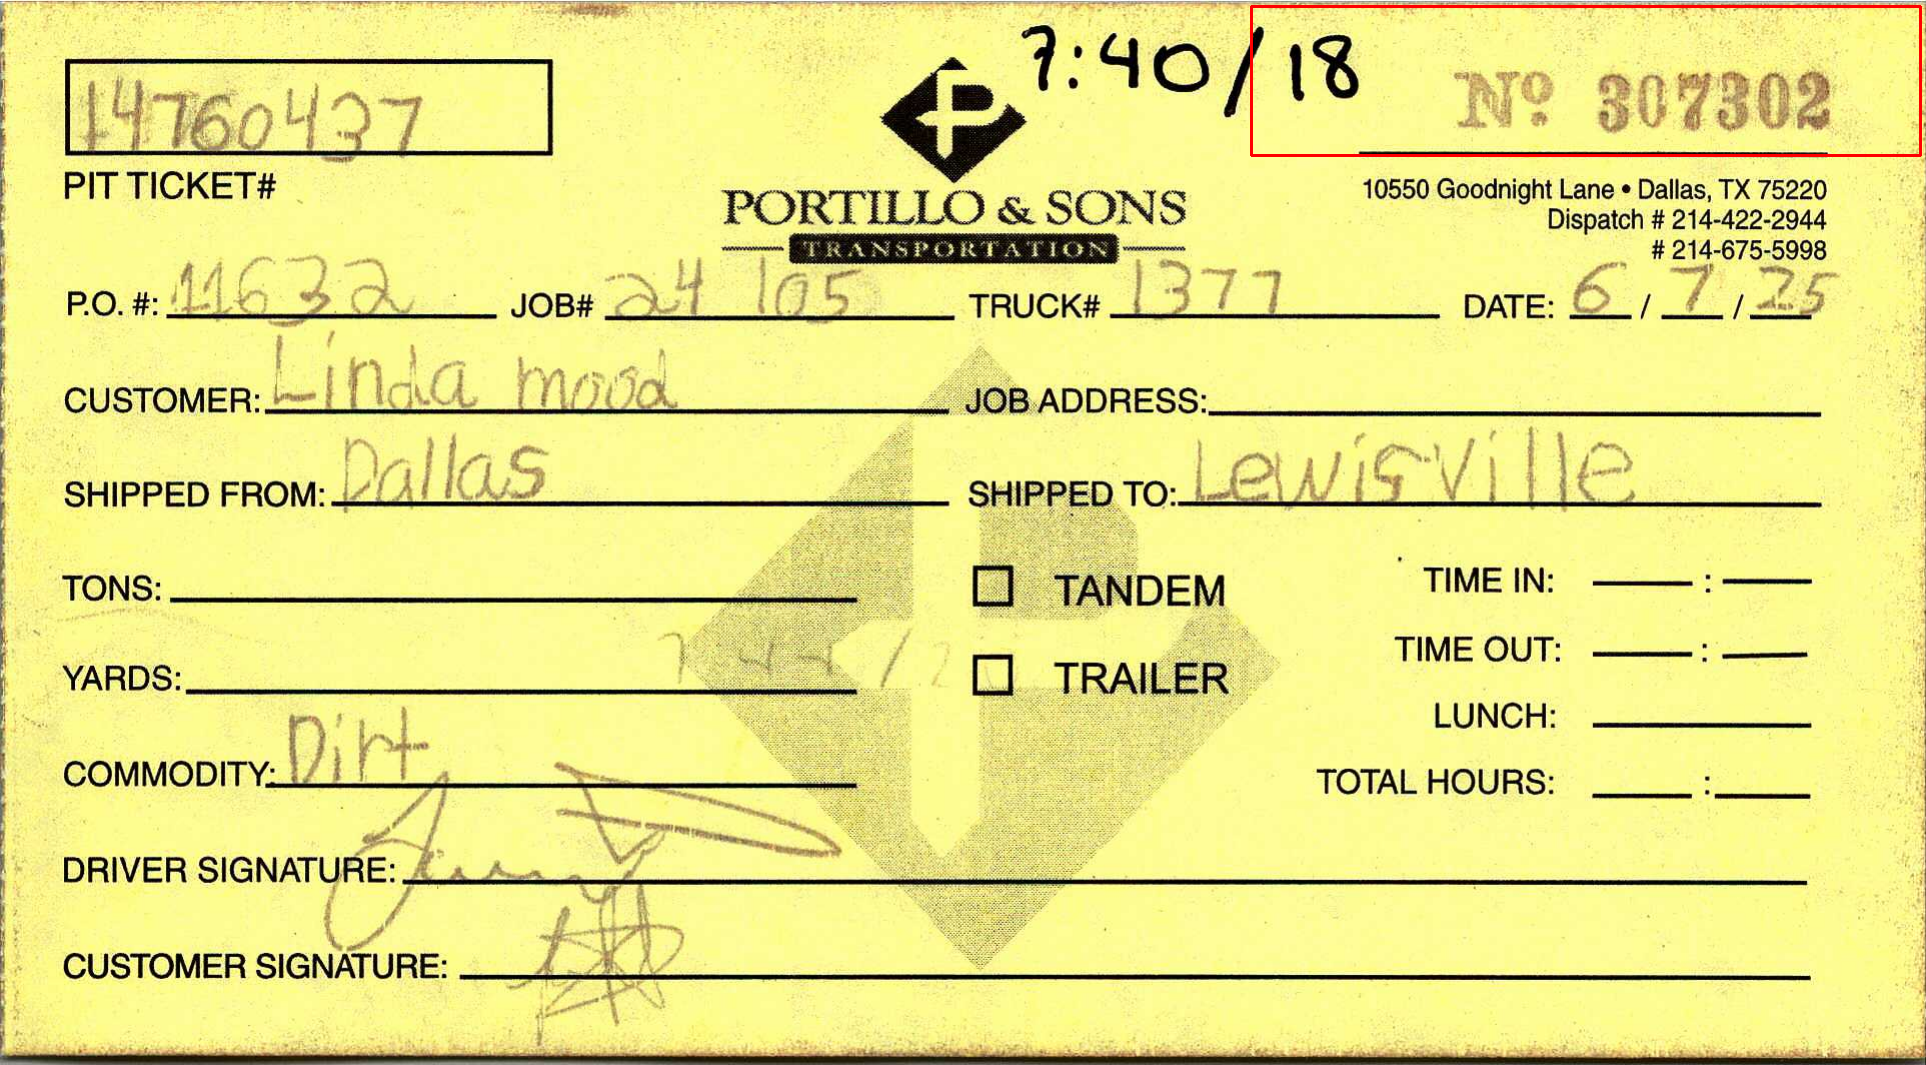 7:40/18
Nº 307302
14760437
PIT TICKET#
PORTILLO & SONS
TRANSPORTATION
10550 Goodnight Lane • Dallas, TX 75220
Dispatch # 214-422-2944
# 214-675-5998
P.O. #: 11632 JOB# 24 105 TRUCK# 1377 DATE: 6 / 7 / 25
CUSTOMER: Linda mood JOB ADDRESS:
SHIPPED FROM: Dallas SHIPPED TO: Lewisville
TONS: TANDEM TIME IN: :
YARDS: TRAILER TIME OUT: :
LUNCH:
COMMODITY: Dirt TOTAL HOURS: :
DRIVER SIGNATURE:
CUSTOMER SIGNATURE: